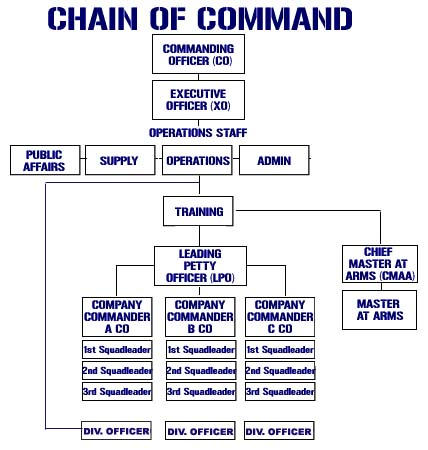 CHAIN OF COMMAND
COMMANDING
OFFICER (CO)
EXECUTIVE
OFFICER (XO)
OPERATIONS STAFF
PUBLIC
AFFAIRS
SUPPLY
OPERATIONS
ADMIN
TRAINING
LEADING
PETTY
OFFICER (LPO)
CHIEF
MASTER AT
ARMS (CMAA)
MASTER
AT ARMS
COMPANY
COMMANDER
A CO
COMPANY
COMMANDER
B CO
COMPANY
COMMANDER
C CO
1st Squadleader
1st Squadleader
1st Squadleader
2nd Squadleader
2nd Squadleader
2nd Squadleader
3rd Squadleader
3rd Squadleader
3rd Squadleader
DIV. OFFICER
DIV. OFFICER
DIV. OFFICER